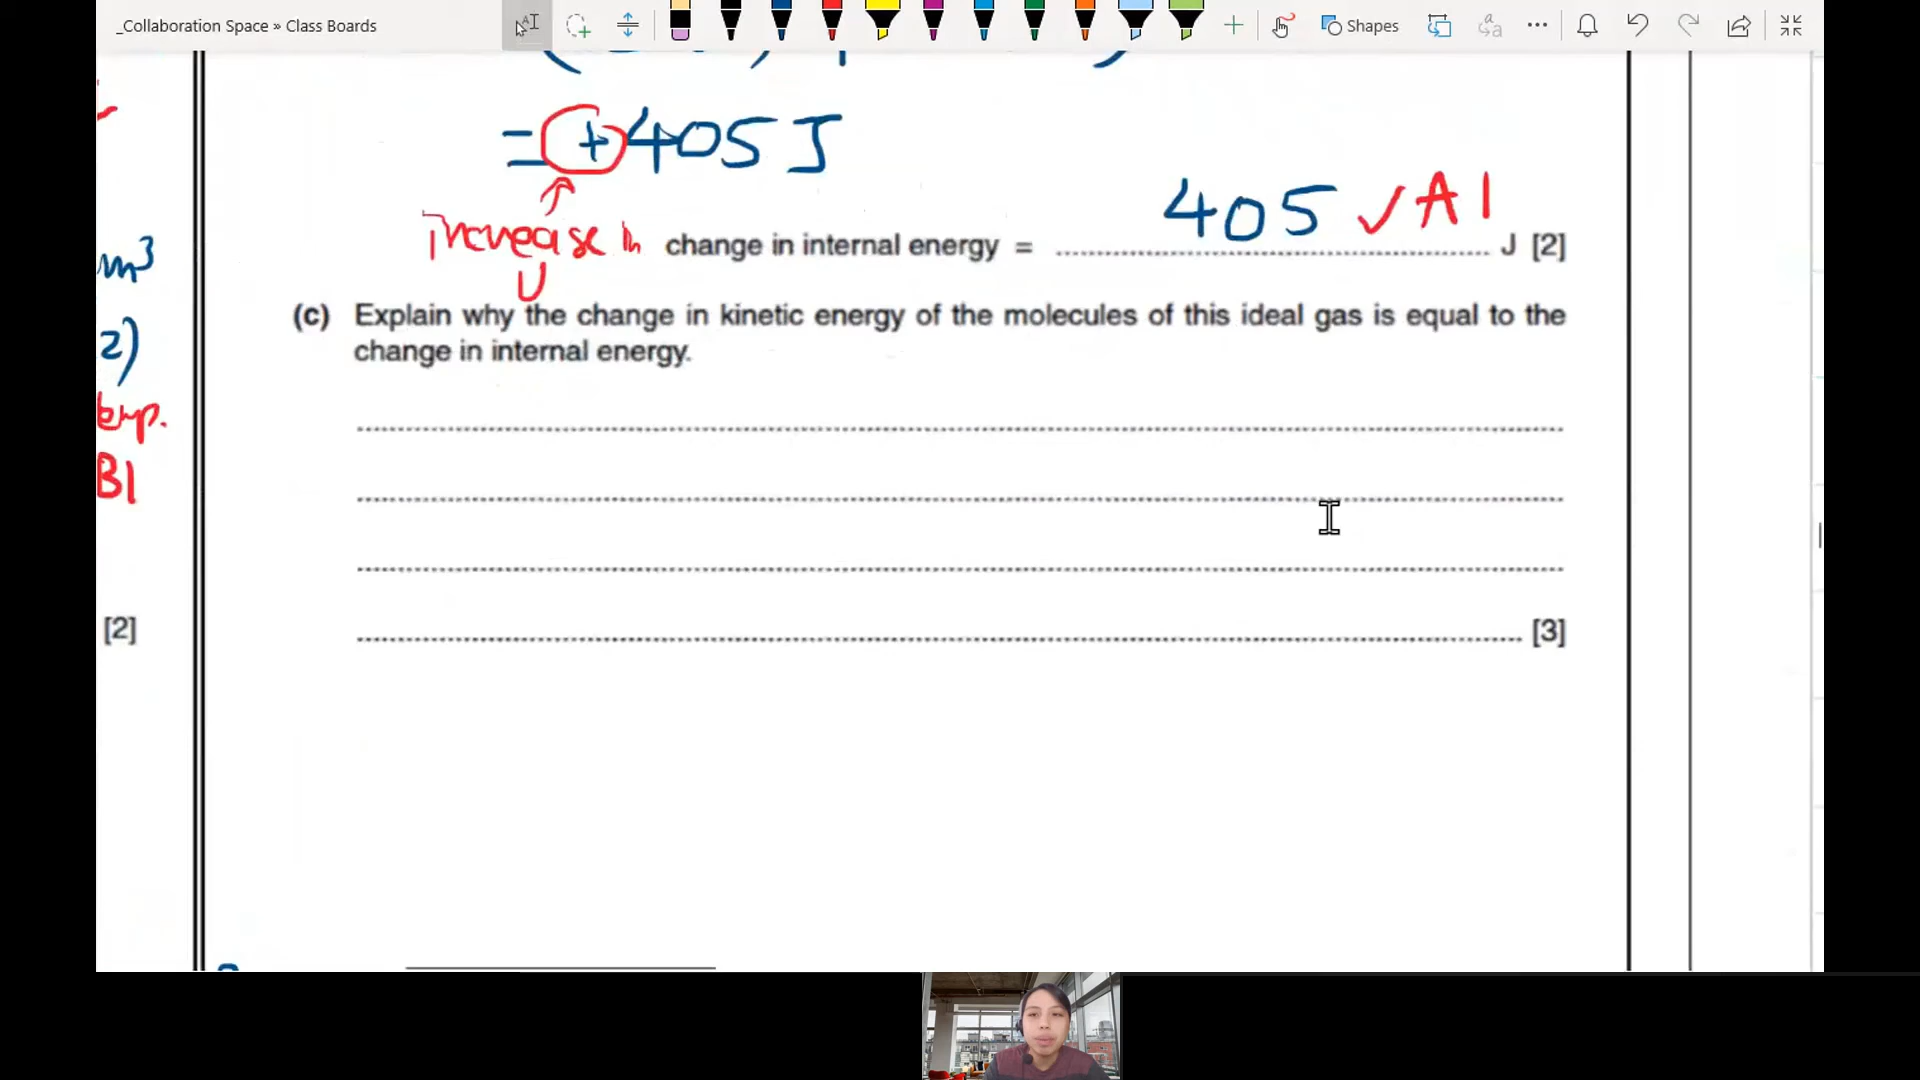 _Collaboration Space » Class Boards
Shapes
= +405 J
405 ✓ A1
increase in change in internal energy = ........ J [2]
U
m³
(c) Explain why the change in kinetic energy of the molecules of this ideal gas is equal to the
change in internal energy.
2)
temp.
B1
[2]
[3]